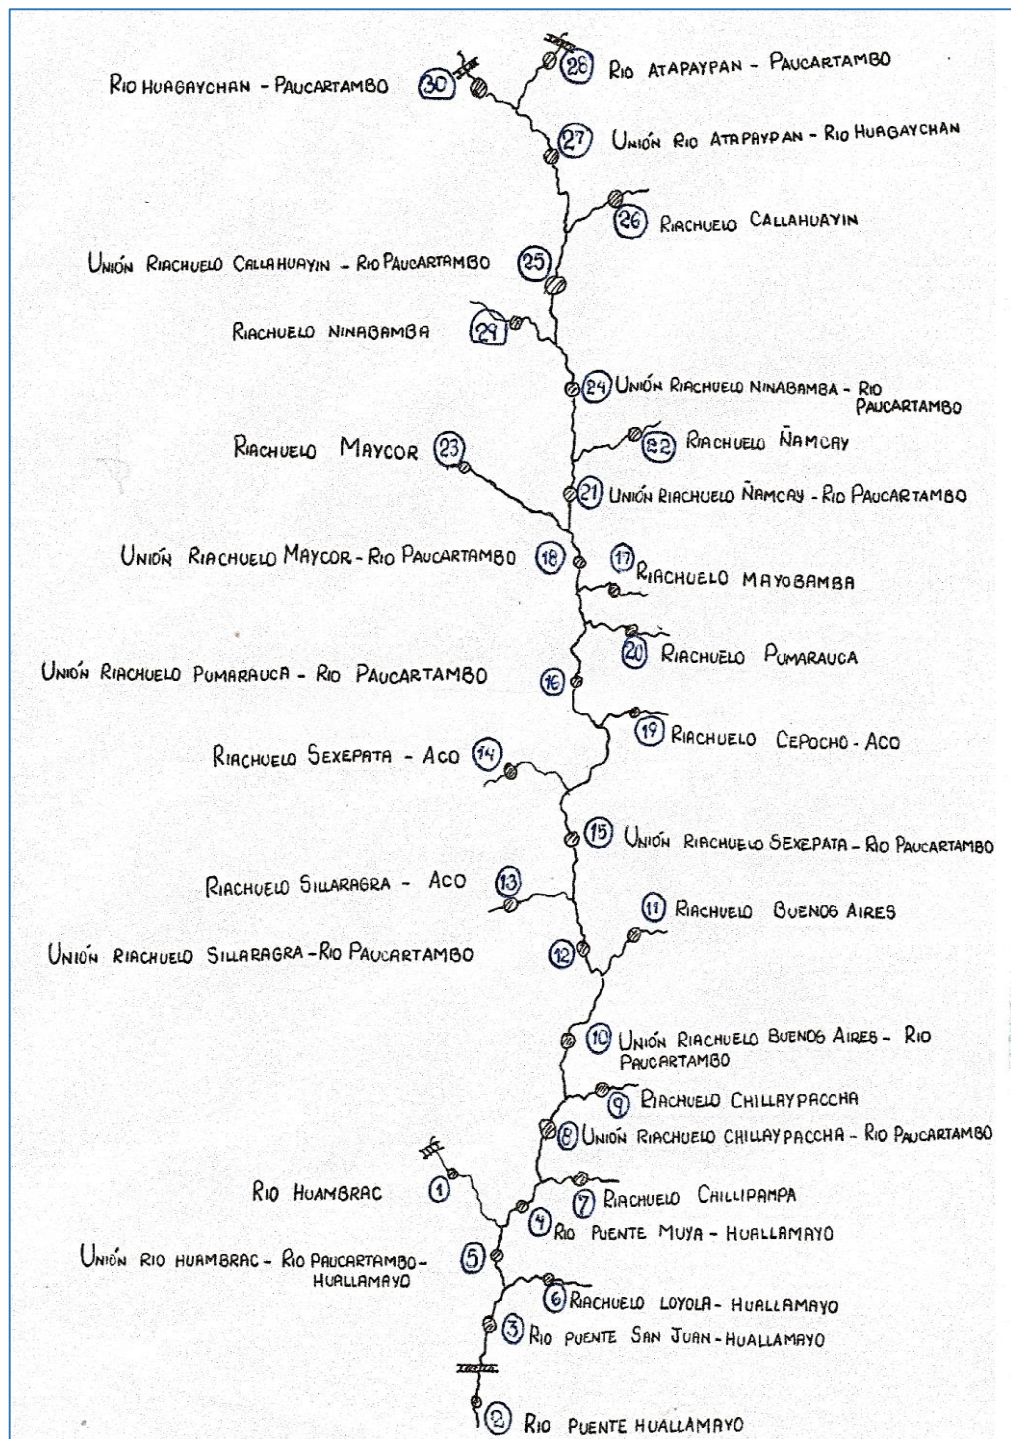 30 RIO HUAGAYCHAN - PAUCARTAMBO
28 RIO ATAPAYPAN - PAUCARTAMBO
27 UNIÓN RIO ATAPAYPAN - RIO HUAGAYCHAN
26 RIACHUELO CALLAHUAYIN
UNIÓN RIACHUELO CALLAHUAYIN - RIO PAUCARTAMBO 25
RIACHUELO NINABAMBA 29
24 UNIÓN RIACHUELO NINABAMBA - RIO
PAUCARTAMBO
22 RIACHUELO ÑAMCAY
RIACHUELO MAYCOR 23
21 UNIÓN RIACHUELO ÑAMCAY - RIO PAUCARTAMBO
UNIÓN RIACHUELO MAYCOR - RIO PAUCARTAMBO 18
17 RIACHUELO MAYOBAMBA
20 RIACHUELO PUMARAUCA
UNIÓN RIACHUELO PUMARAUCA - RIO PAUCARTAMBO 16
19 RIACHUELO CEPOCHO - ACO
RIACHUELO SEXEPATA - ACO 14
15 UNIÓN RIACHUELO SEXEPATA - RIO PAUCARTAMBO
RIACHUELO SILLARAGRA - ACO 13
11 RIACHUELO BUENOS AIRES
UNIÓN RIACHUELO SILLARAGRA - RIO PAUCARTAMBO 12
10 UNIÓN RIACHUELO BUENOS AIRES - RIO
PAUCARTAMBO
9 RIACHUELO CHILLAYPACCHA
8 UNIÓN RIACHUELO CHILLAYPACCHA - RIO PAUCARTAMBO
RIO HUAMBRAC 1
7 RIACHUELO CHILLIPAMPA
4 RIO PUENTE MUYA - HUALLAMAYO
UNIÓN RIO HUAMBRAC - RIO PAUCARTAMBO - 5
HUALLAMAYO
6 RIACHUELO LOYOLA - HUALLAMAYO
3 RIO PUENTE SAN JUAN - HUALLAMAYO
2 RIO PUENTE HUALLAMAYO